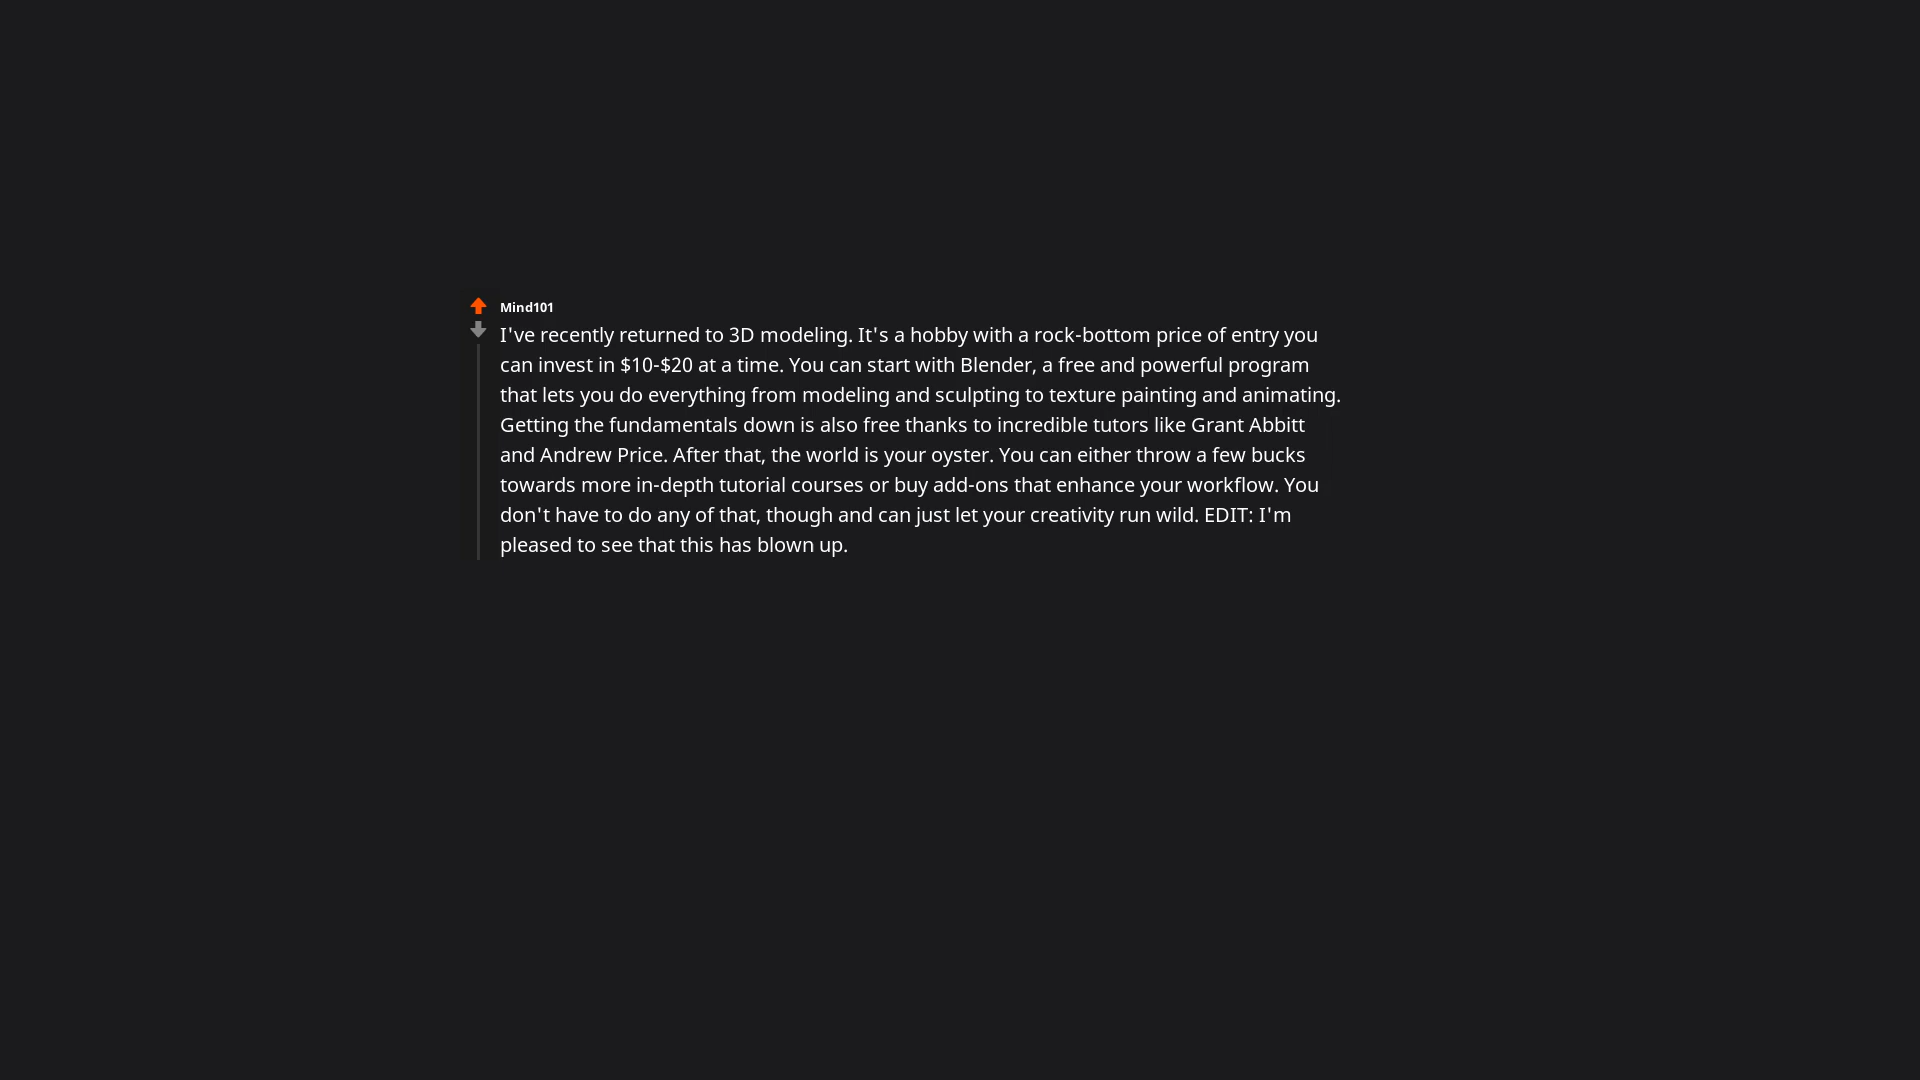 Mind101
I've recently returned to 3D modeling. It's a hobby with a rock-bottom price of entry you
can invest in $10-$20 at a time. You can start with Blender, a free and powerful program
that lets you do everything from modeling and sculpting to texture painting and animating.
Getting the fundamentals down is also free thanks to incredible tutors like Grant Abbitt
and Andrew Price. After that, the world is your oyster. You can either throw a few bucks
towards more in-depth tutorial courses or buy add-ons that enhance your workflow. You
don't have to do any of that, though and can just let your creativity run wild. EDIT: I'm
pleased to see that this has blown up.